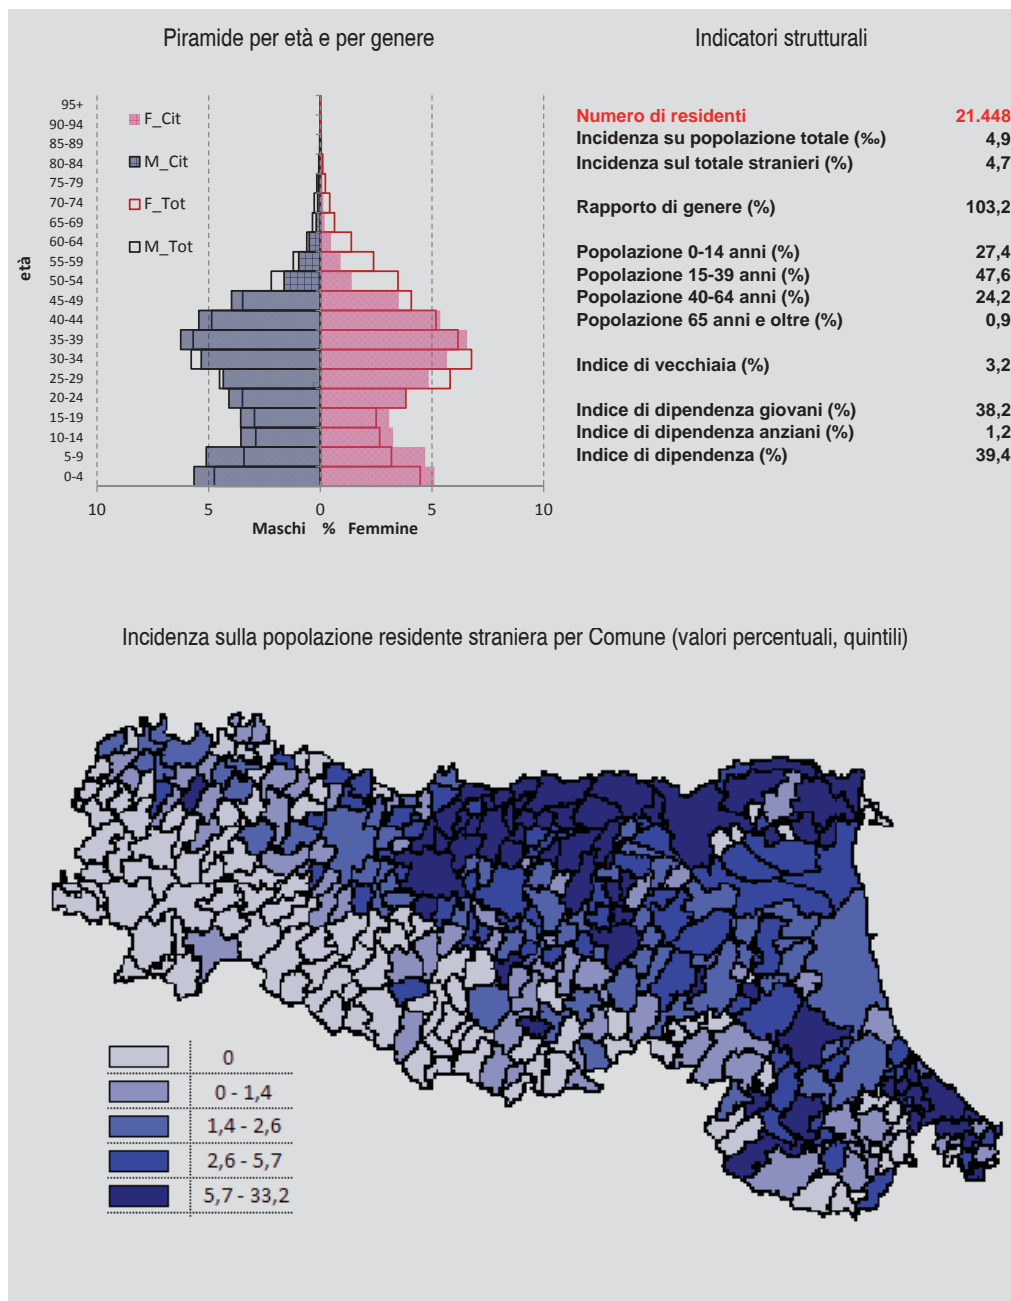 Piramide per età e per genere
95+
90-94
85-89
80-84
75-79
70-74
65-69
60-64
55-59
50-54
45-49
40-44
35-39
30-34
25-29
20-24
15-19
10-14
5-9
0-4
età
F_Cit
M_Cit
F_Tot
M_Tot
10 5 0 5 10
Maschi % Femmine
Indicatori strutturali
Numero di residenti 21.448
Incidenza su popolazione totale (‰) 4,9
Incidenza sul totale stranieri (%) 4,7
Rapporto di genere (%) 103,2
Popolazione 0-14 anni (%) 27,4
Popolazione 15-39 anni (%) 47,6
Popolazione 40-64 anni (%) 24,2
Popolazione 65 anni e oltre (%) 0,9
Indice di vecchiaia (%) 3,2
Indice di dipendenza giovani (%) 38,2
Indice di dipendenza anziani (%) 1,2
Indice di dipendenza (%) 39,4
Incidenza sulla popolazione residente straniera per Comune (valori percentuali, quintili)
0
0 - 1,4
1,4 - 2,6
2,6 - 5,7
5,7 - 33,2